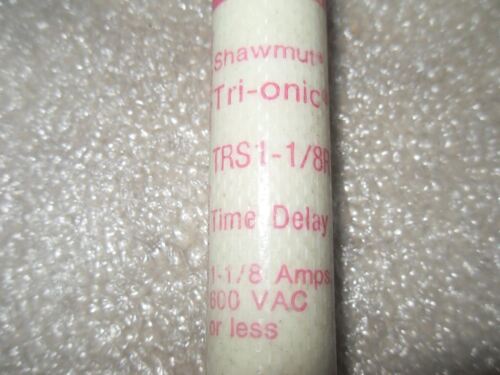 Shawmut®
Tri-onic®
TRS1-1/8R
Time Delay
1-1/8 Amps.
600 VAC
or less